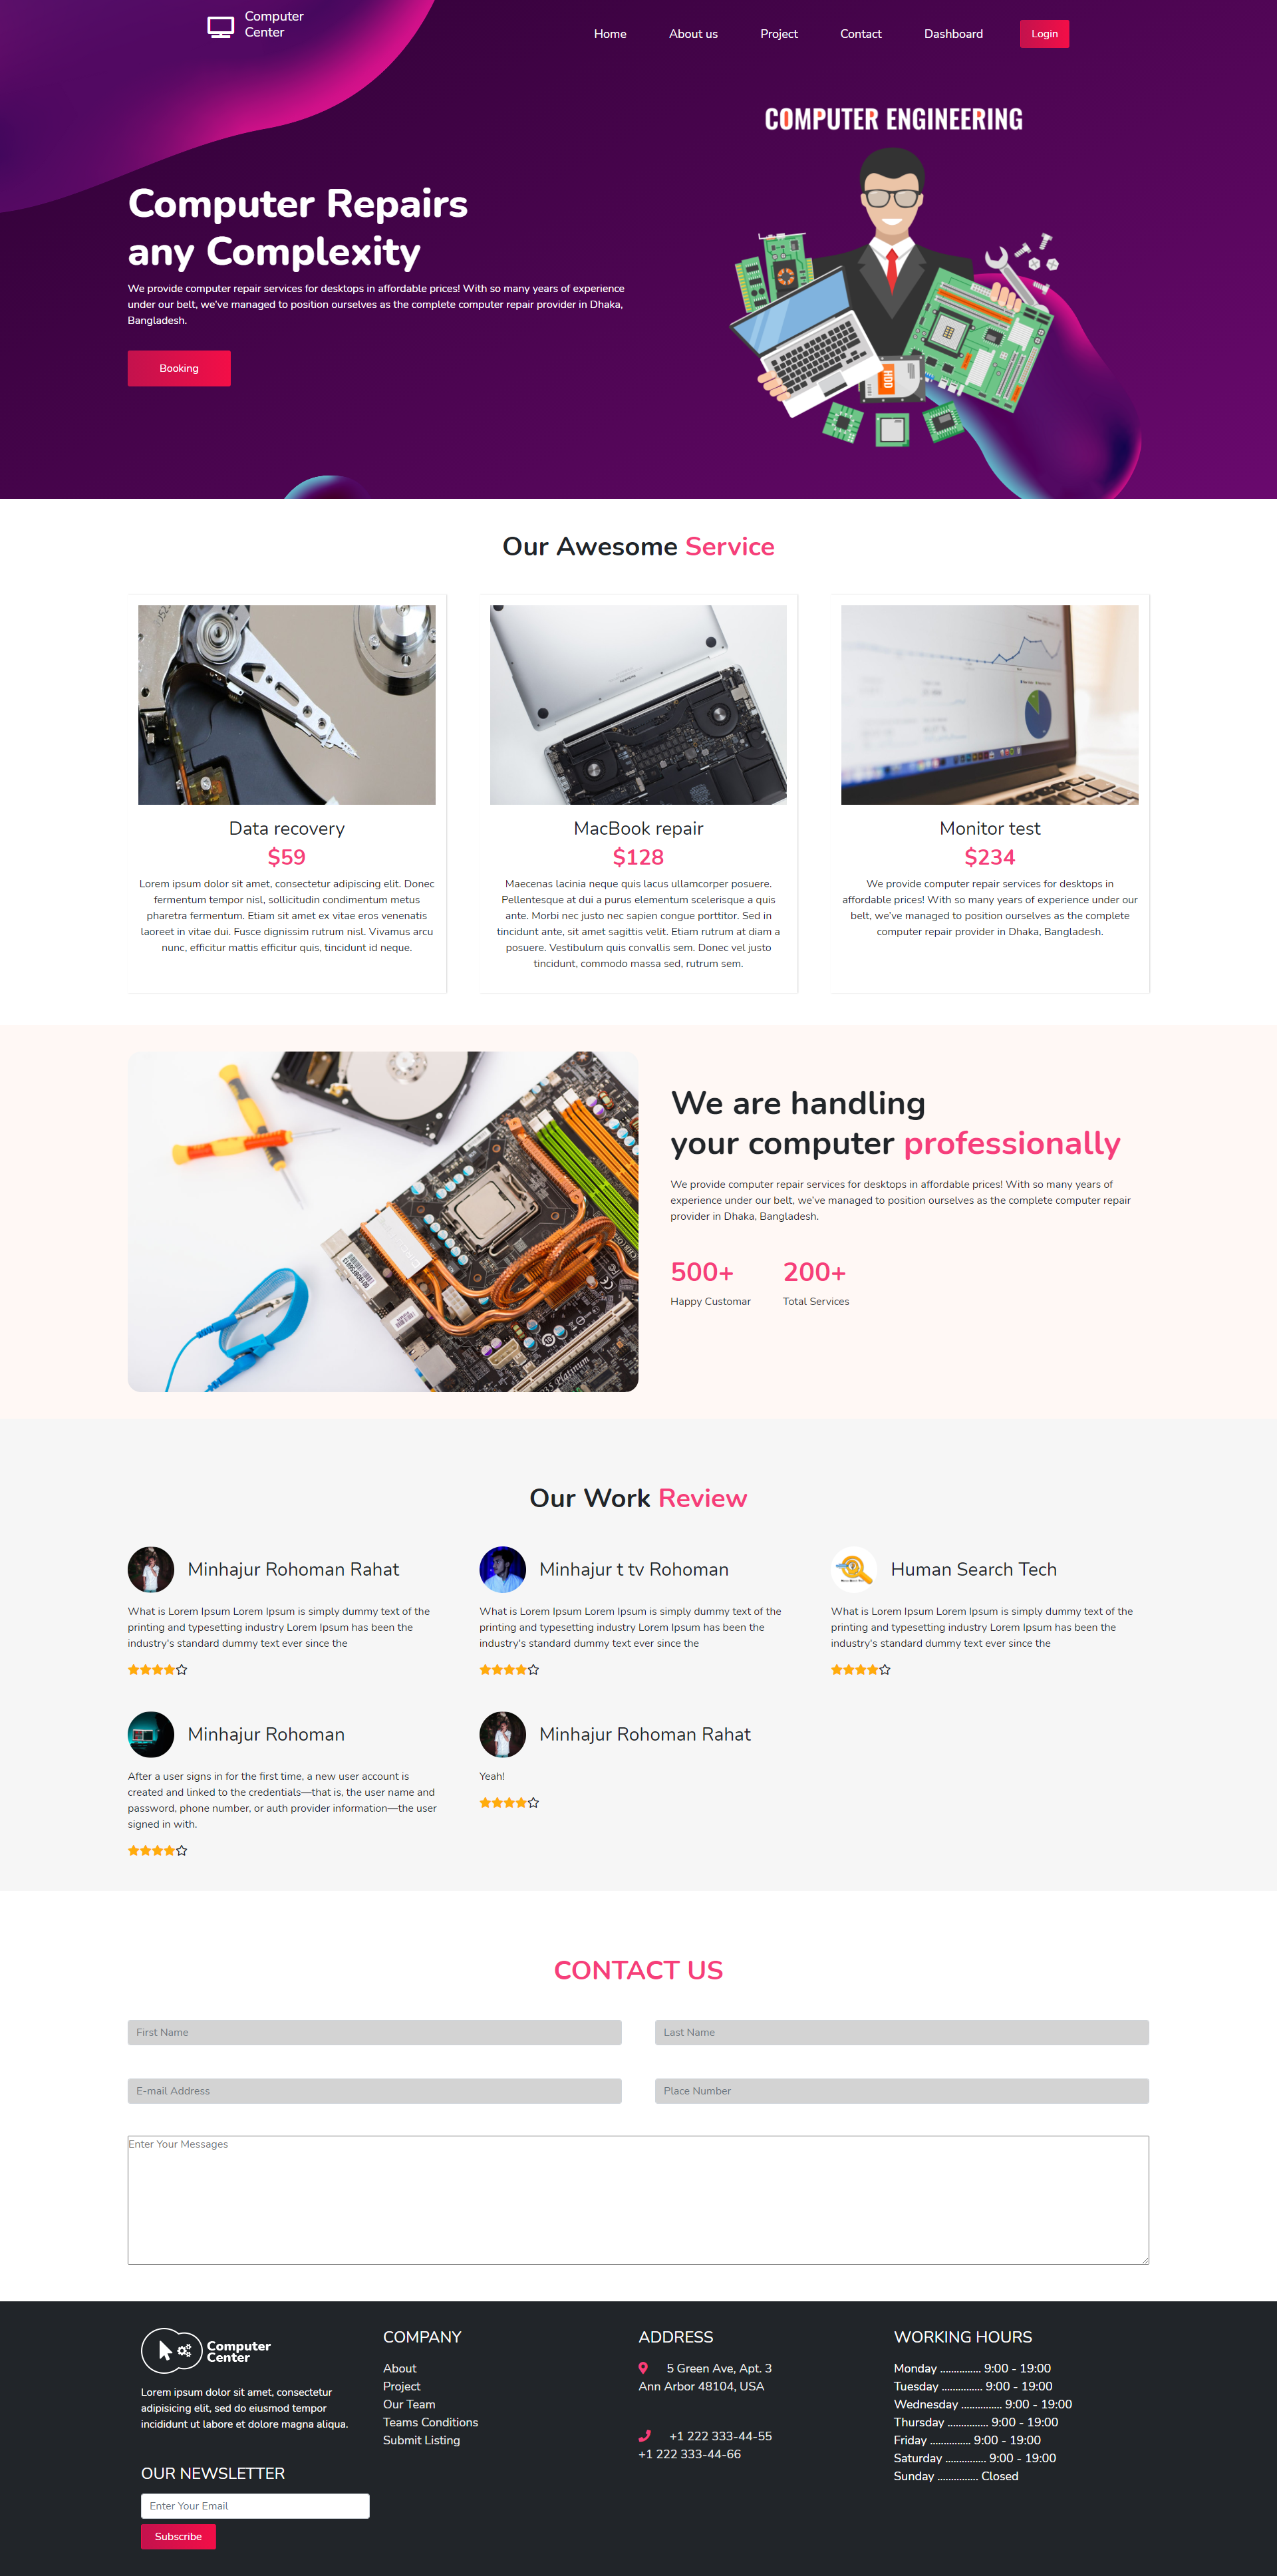 Computer
Center
Home
About us
Project
Contact
Dashboard
Login
COMPUTER ENGINEERING
Computer Repairs
any Complexity
We provide computer repair services for desktops in affordable prices! With so many years of experience
under our belt, we've managed to position ourselves as the complete computer repair provider in Dhaka,
Bangladesh.
Booking
HDD
Our Awesome Service
Data recovery
$59
Lorem ipsum dolor sit amet, consectetur adipiscing elit. Donec
fermentum tempor nisl, sollicitudin condimentum metus
pharetra fermentum. Etiam sit amet ex vitae eros venenatis
laoreet in vitae dui. Fusce dignissim rutrum nisl. Vivamus arcu
nunc, efficitur mattis efficitur quis, tincidunt id neque.
MacBook repair
$128
Maecenas lacinia neque quis lacus ullamcorper posuere.
Pellentesque at dui a purus elementum scelerisque a quis
ante. Morbi nec justo nec sapien congue porttitor. Sed in
tincidunt ante, sit amet sagittis velit. Etiam rutrum at diam a
posuere. Vestibulum quis convallis sem. Donec vel justo
tincidunt, commodo massa sed, rutrum sem.
Monitor test
$234
We provide computer repair services for desktops in
affordable prices! With so many years of experience under our
belt, we've managed to position ourselves as the complete
computer repair provider in Dhaka, Bangladesh.
We are handling
your computer professionally
We provide computer repair services for desktops in affordable prices! With so many years of
experience under our belt, we've managed to position ourselves as the complete computer repair
provider in Dhaka, Bangladesh.
500+
Happy Customar
200+
Total Services
Our Work Review
Minhajur Rohoman Rahat
What is Lorem Ipsum Lorem Ipsum is simply dummy text of the
printing and typesetting industry Lorem Ipsum has been the
industry's standard dummy text ever since the
Minhajur t tv Rohoman
What is Lorem Ipsum Lorem Ipsum is simply dummy text of the
printing and typesetting industry Lorem Ipsum has been the
industry's standard dummy text ever since the
Human Search Tech
What is Lorem Ipsum Lorem Ipsum is simply dummy text of the
printing and typesetting industry Lorem Ipsum has been the
industry's standard dummy text ever since the
Minhajur Rohoman
After a user signs in for the first time, a new user account is
created and linked to the credentials—that is, the user name and
password, phone number, or auth provider information—the user
signed in with.
Minhajur Rohoman Rahat
Yeah!
CONTACT US
First Name
Last Name
E-mail Address
Place Number
Enter Your Messages
Computer
Center
Lorem ipsum dolor sit amet, consectetur
adipisicing elit, sed do eiusmod tempor
incididunt ut labore et dolore magna aliqua.
OUR NEWSLETTER
Enter Your Email
Subscribe
COMPANY
About
Project
Our Team
Teams Conditions
Submit Listing
ADDRESS
5 Green Ave, Apt. 3
Ann Arbor 48104, USA
+1 222 333-44-55
+1 222 333-44-66
WORKING HOURS
Monday ............... 9:00 - 19:00
Tuesday ............... 9:00 - 19:00
Wednesday ............... 9:00 - 19:00
Thursday ............... 9:00 - 19:00
Friday ............... 9:00 - 19:00
Saturday ............... 9:00 - 19:00
Sunday ............... Closed